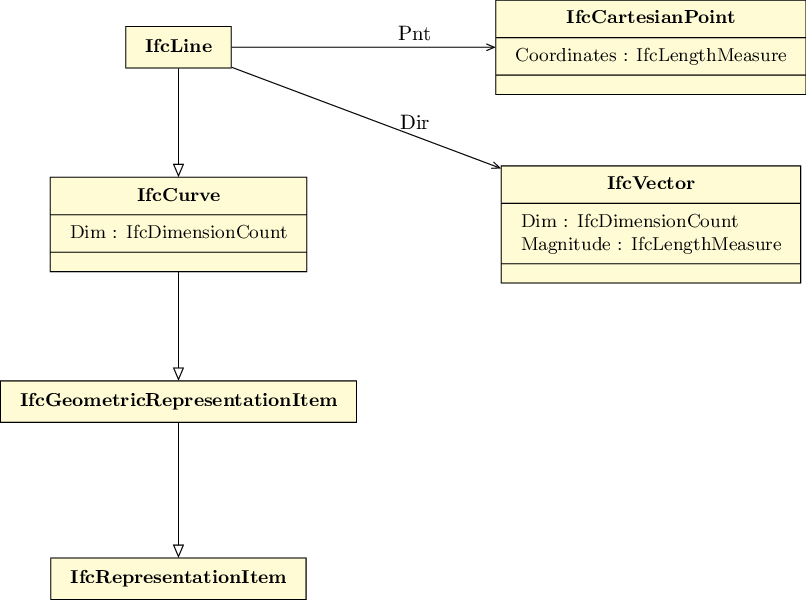 IfcLine
Pnt
IfcCartesianPoint
Coordinates : IfcLengthMeasure
Dir
IfcCurve
Dim : IfcDimensionCount
IfcVector
Dim : IfcDimensionCount
Magnitude : IfcLengthMeasure
IfcGeometricRepresentationItem
IfcRepresentationItem